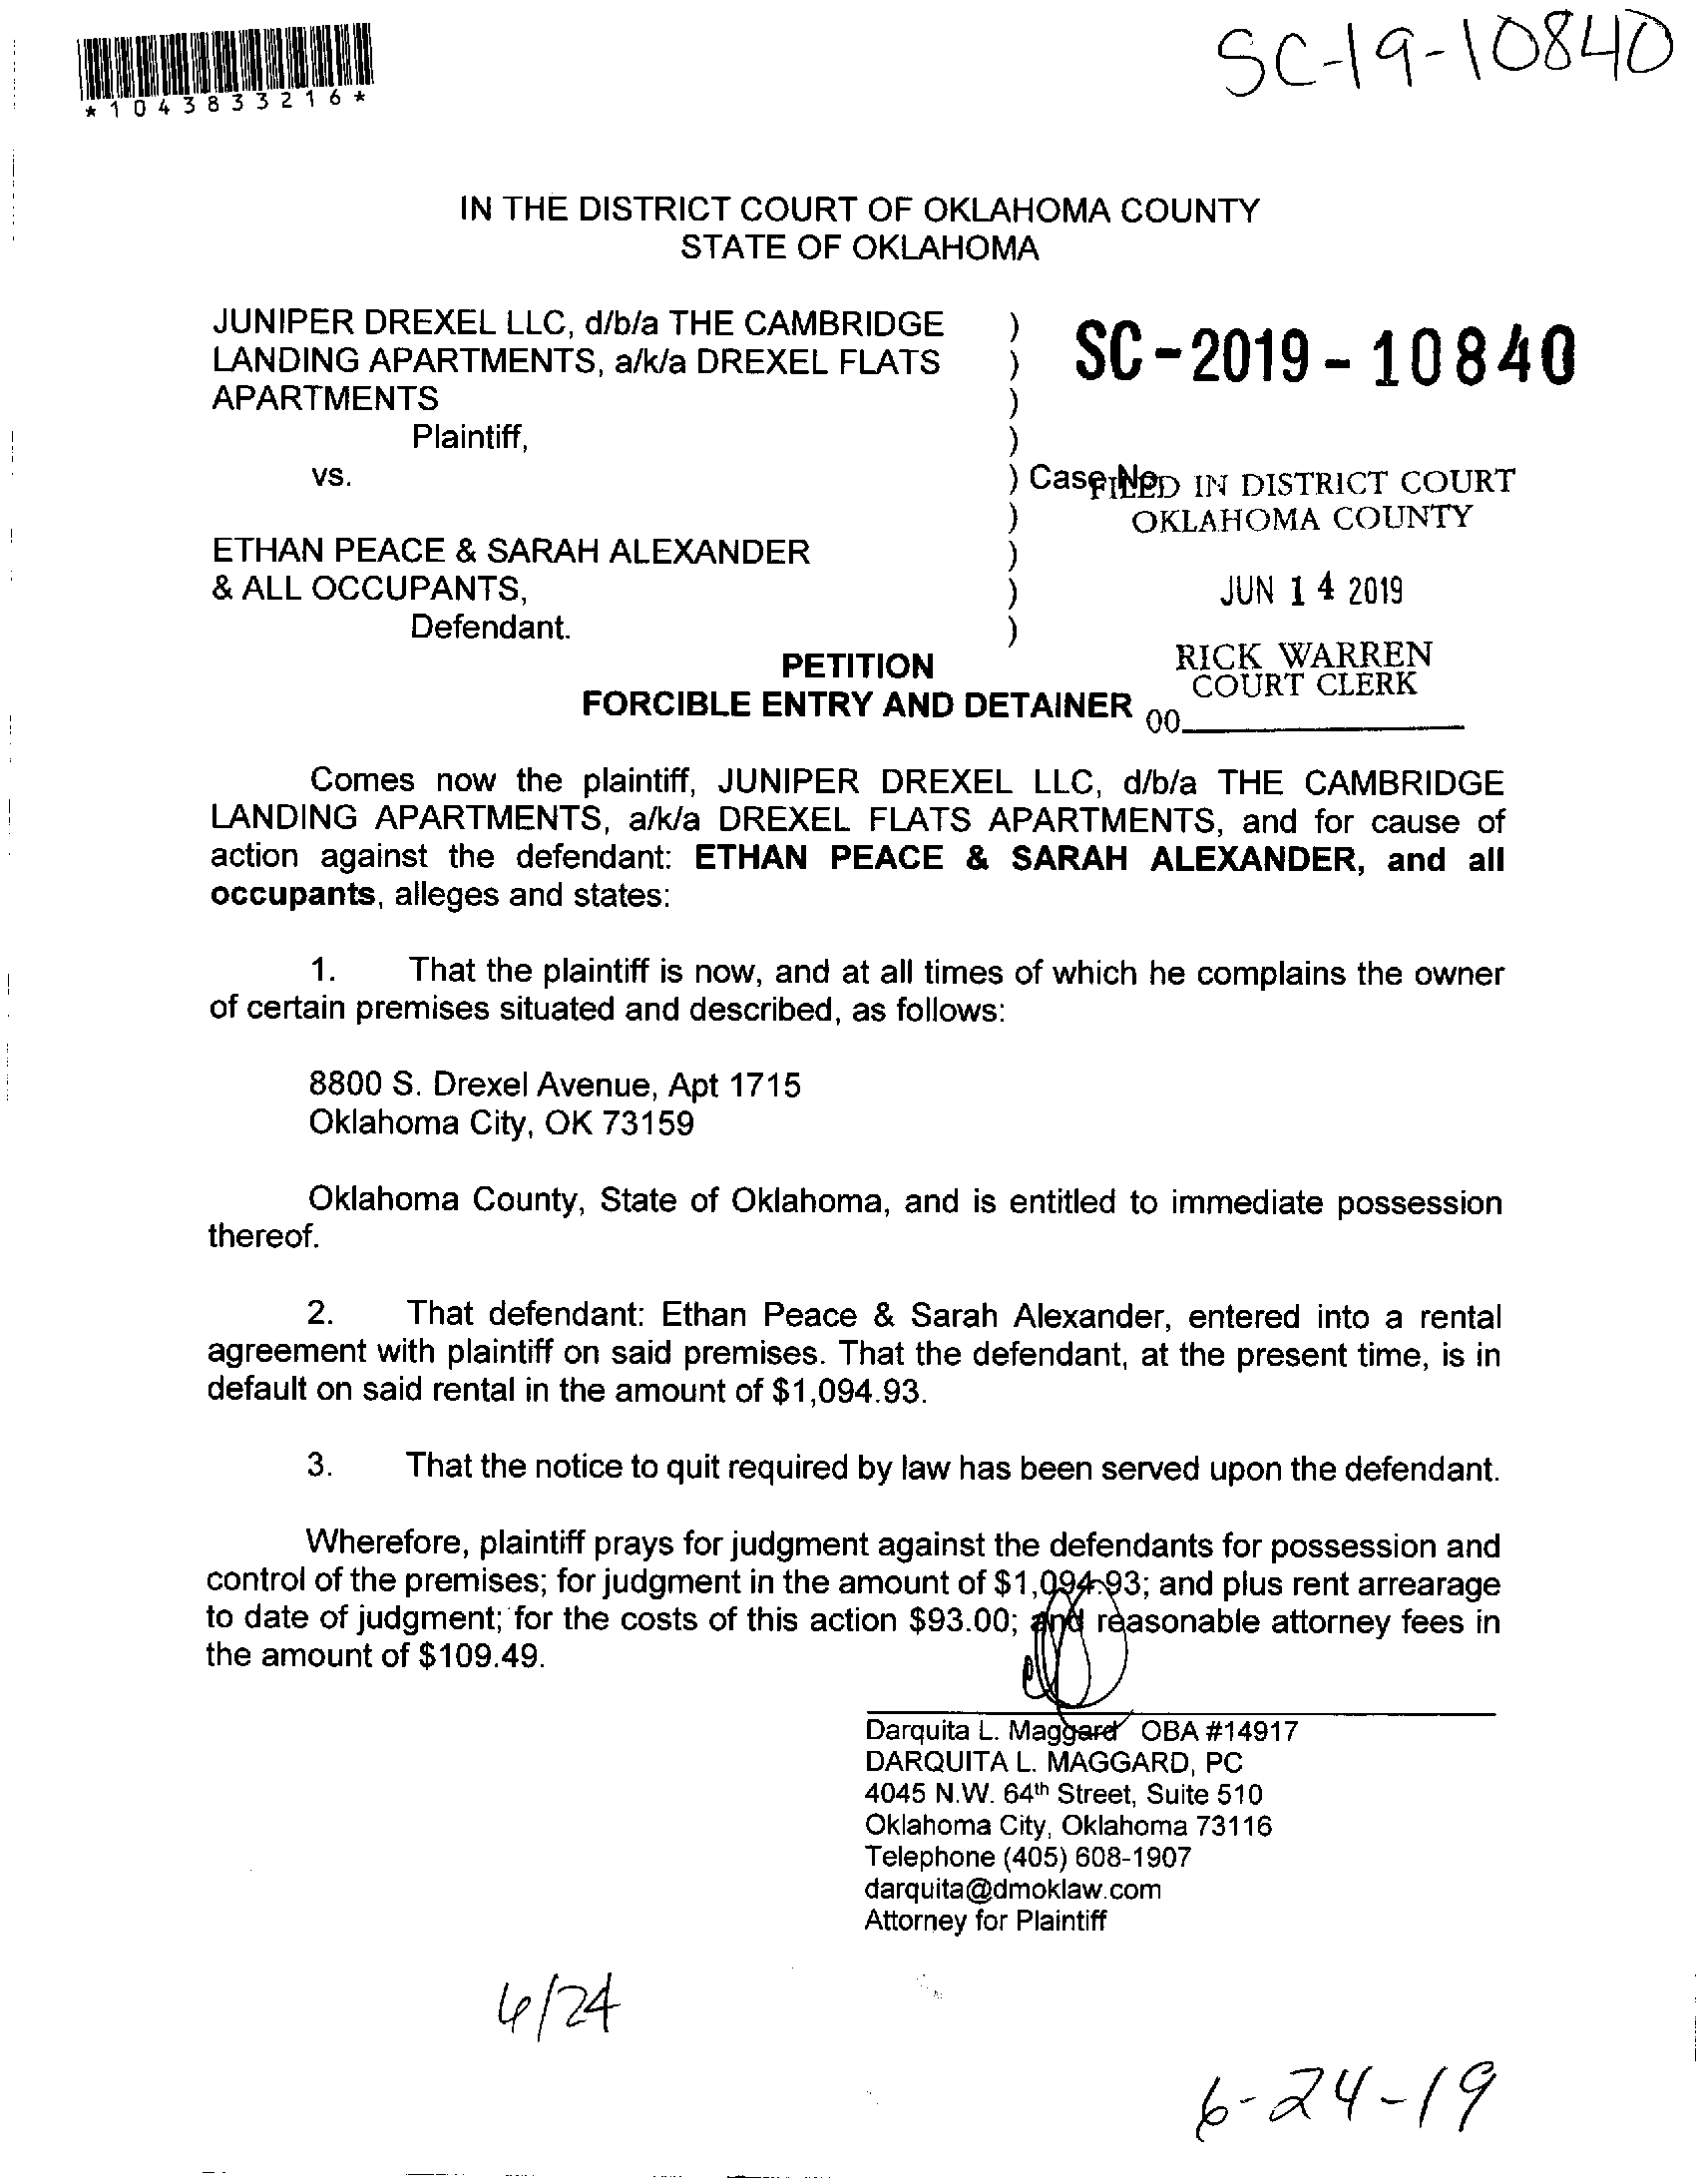 SC-19-10840
*1043833216*
IN THE DISTRICT COURT OF OKLAHOMA COUNTY
STATE OF OKLAHOMA
JUNIPER DREXEL LLC, d/b/a THE CAMBRIDGE )
LANDING APARTMENTS, a/k/a DREXEL FLATS )
APARTMENTS )
SC-2019-10840
Plaintiff, )
vs. ) Case No.
FILED IN DISTRICT COURT
OKLAHOMA COUNTY
)
ETHAN PEACE & SARAH ALEXANDER )
& ALL OCCUPANTS, )
JUN 14 2019
Defendant. )
RICK WARREN
COURT CLERK
00
PETITION
FORCIBLE ENTRY AND DETAINER
Comes now the plaintiff, JUNIPER DREXEL LLC, d/b/a THE CAMBRIDGE
LANDING APARTMENTS, a/k/a DREXEL FLATS APARTMENTS, and for cause of
action against the defendant: ETHAN PEACE & SARAH ALEXANDER, and all
occupants, alleges and states:
1. That the plaintiff is now, and at all times of which he complains the owner
of certain premises situated and described, as follows:
8800 S. Drexel Avenue, Apt 1715
Oklahoma City, OK 73159
Oklahoma County, State of Oklahoma, and is entitled to immediate possession
thereof.
2. That defendant: Ethan Peace & Sarah Alexander, entered into a rental
agreement with plaintiff on said premises. That the defendant, at the present time, is in
default on said rental in the amount of $1,094.93.
3. That the notice to quit required by law has been served upon the defendant.
Wherefore, plaintiff prays for judgment against the defendants for possession and
control of the premises; for judgment in the amount of $1,094.93; and plus rent arrearage
to date of judgment; for the costs of this action $93.00; and reasonable attorney fees in
the amount of $109.49.
Darquita L. Maggard OBA #14917
DARQUITA L. MAGGARD, PC
4045 N.W. 64th Street, Suite 510
Oklahoma City, Oklahoma 73116
Telephone (405) 608-1907
darquita@dmoklaw.com
Attorney for Plaintiff
6/24
6-24-19